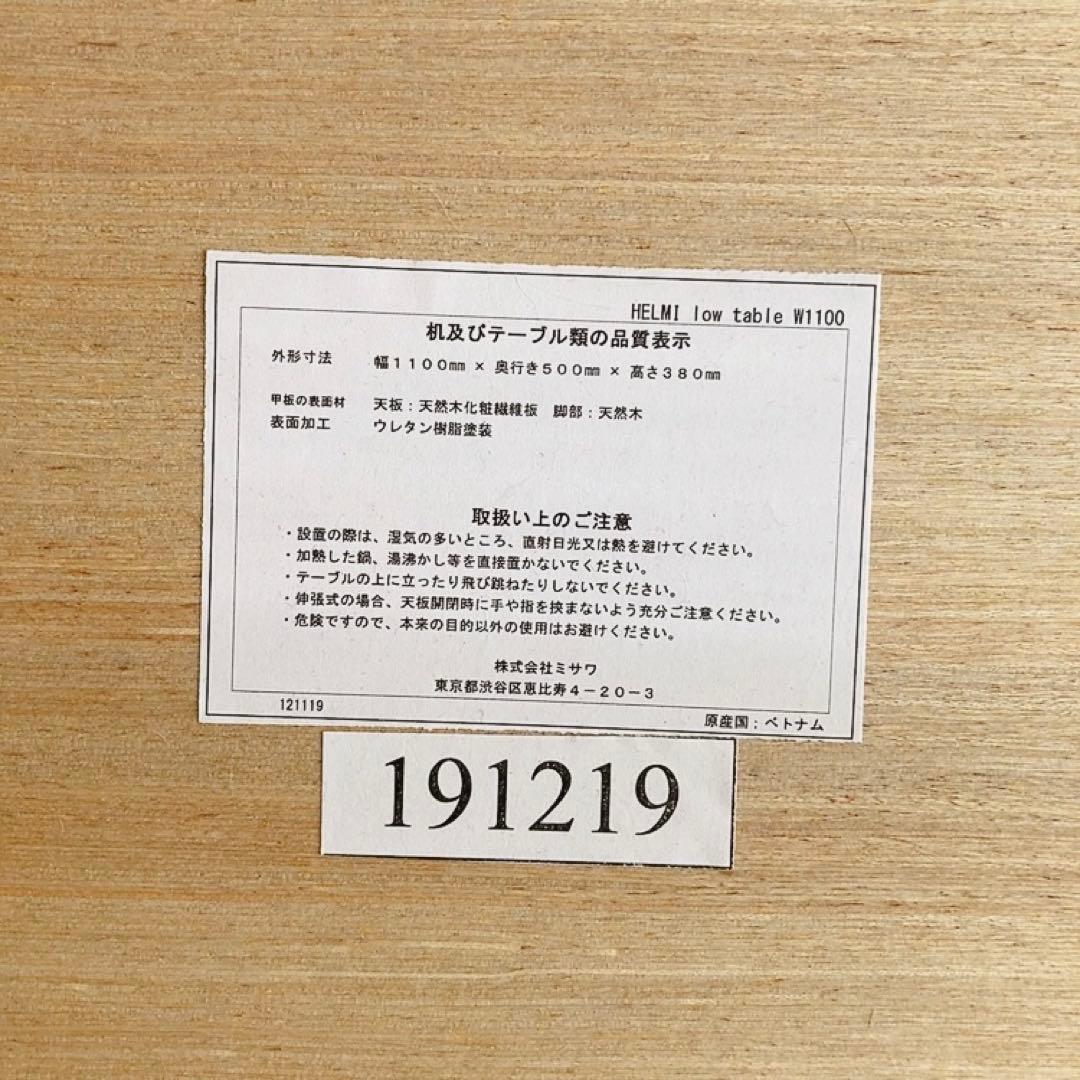 HELMI low table W1100
机及びテーブル類の品質表示
外形寸法 幅1100㎜ × 奥行き500㎜ × 高さ380㎜
甲板の表面材 天板:天然木化粧繊維板 脚部:天然木
表面加工 ウレタン樹脂塗装
取扱い上のご注意
・設置の際は、湿気の多いところ、直射日光又は熱を避けてください。
・加熱した鍋、湯沸かし等を直接置かないでください。
・テーブルの上に立ったり飛び跳ねたりしないでください。
・伸張式の場合、天板開閉時に手や指を挟まないよう充分ご注意ください。
・危険ですので、本来の目的以外の使用はお避けください。
株式会社ミサワ
東京都渋谷区恵比寿4-20-3
121119 原産国:ベトナム
191219